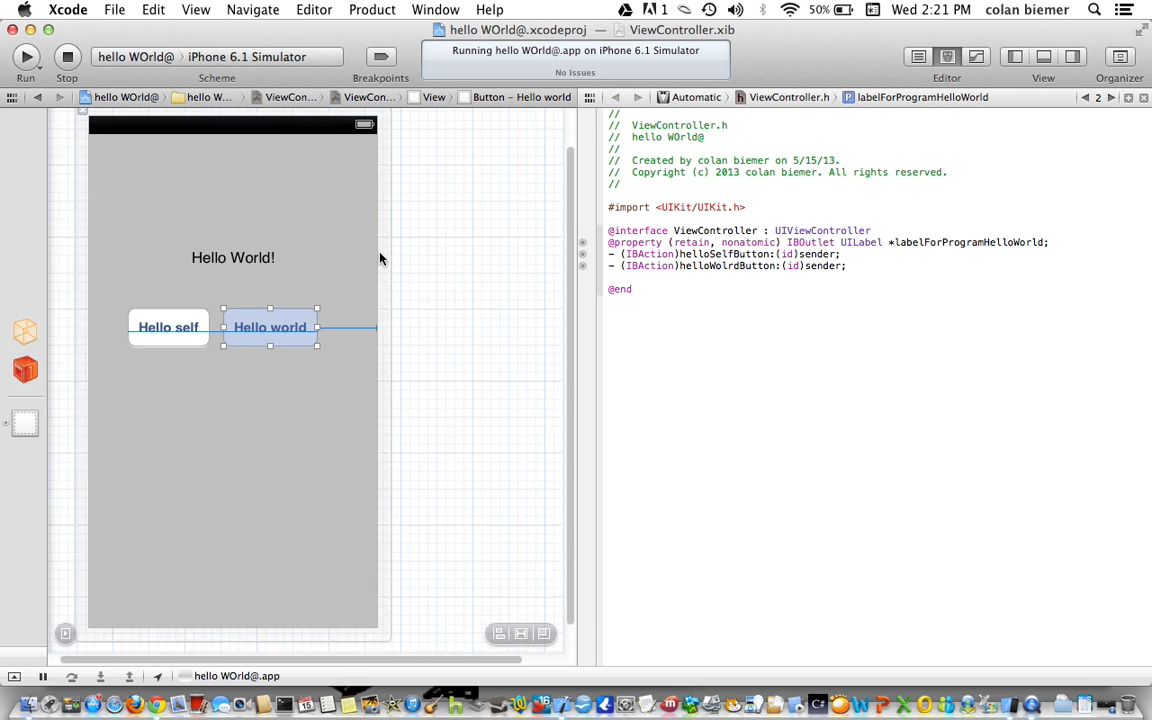 Xcode File Edit View Navigate Editor Product Window Help 1 50% Wed 2:21 PM colan biemer
hello WOrld@.xcodeproj — ViewController.xib
Run Stop hello WOrld@ 〉 iPhone 6.1 Simulator Scheme Breakpoints
Running hello WOrld@.app on iPhone 6.1 Simulator
No Issues
Editor View Organizer
hello WOrld@ hello W... ViewCon... ViewCon... View Button – Hello world
Automatic ViewController.h labelForProgramHelloWorld 2
Hello World!
Hello self
Hello world
//
// ViewController.h
// hello WOrld@
//
// Created by colan biemer on 5/15/13.
// Copyright (c) 2013 colan biemer. All rights reserved.
//
#import <UIKit/UIKit.h>
@interface ViewController : UIViewController
@property (retain, nonatomic) IBOutlet UILabel *labelForProgramHelloWorld;
- (IBAction)helloSelfButton:(id)sender;
- (IBAction)helloWolrdButton:(id)sender;
@end
hello WOrld@.app